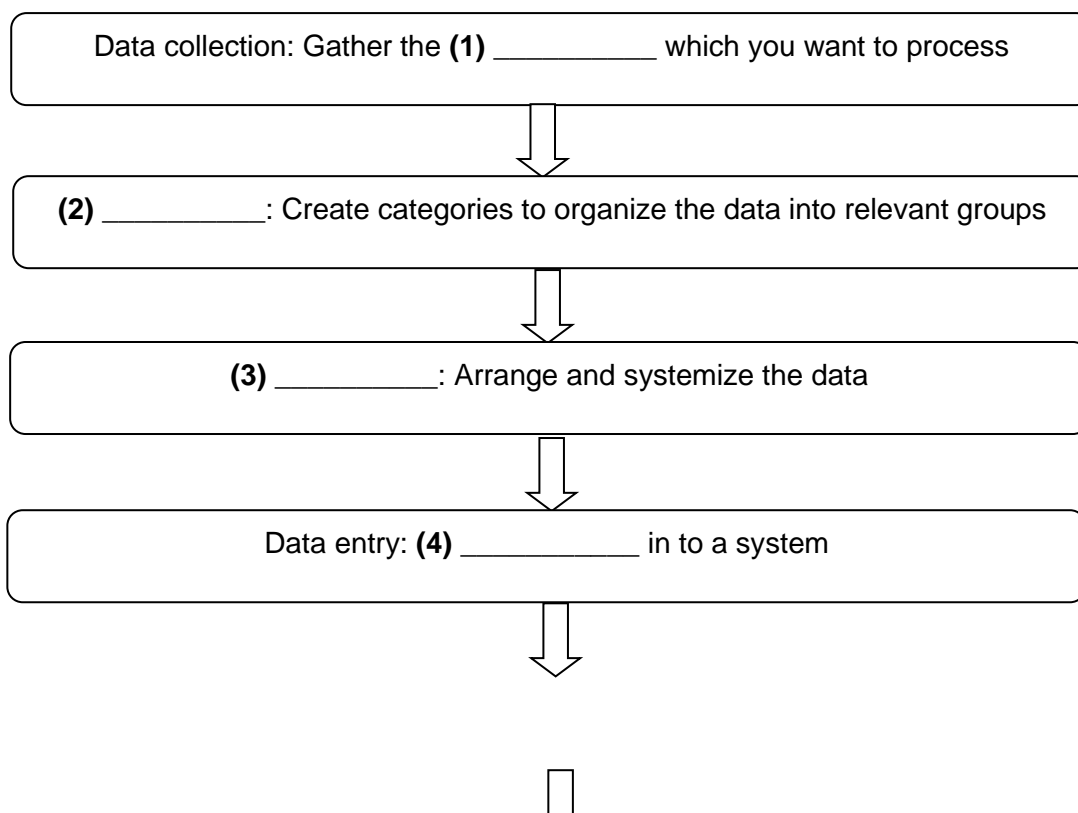 Data collection: Gather the (1) __________ which you want to process
(2) __________: Create categories to organize the data into relevant groups
(3) __________: Arrange and systemize the data
Data entry: (4) ___________ in to a system